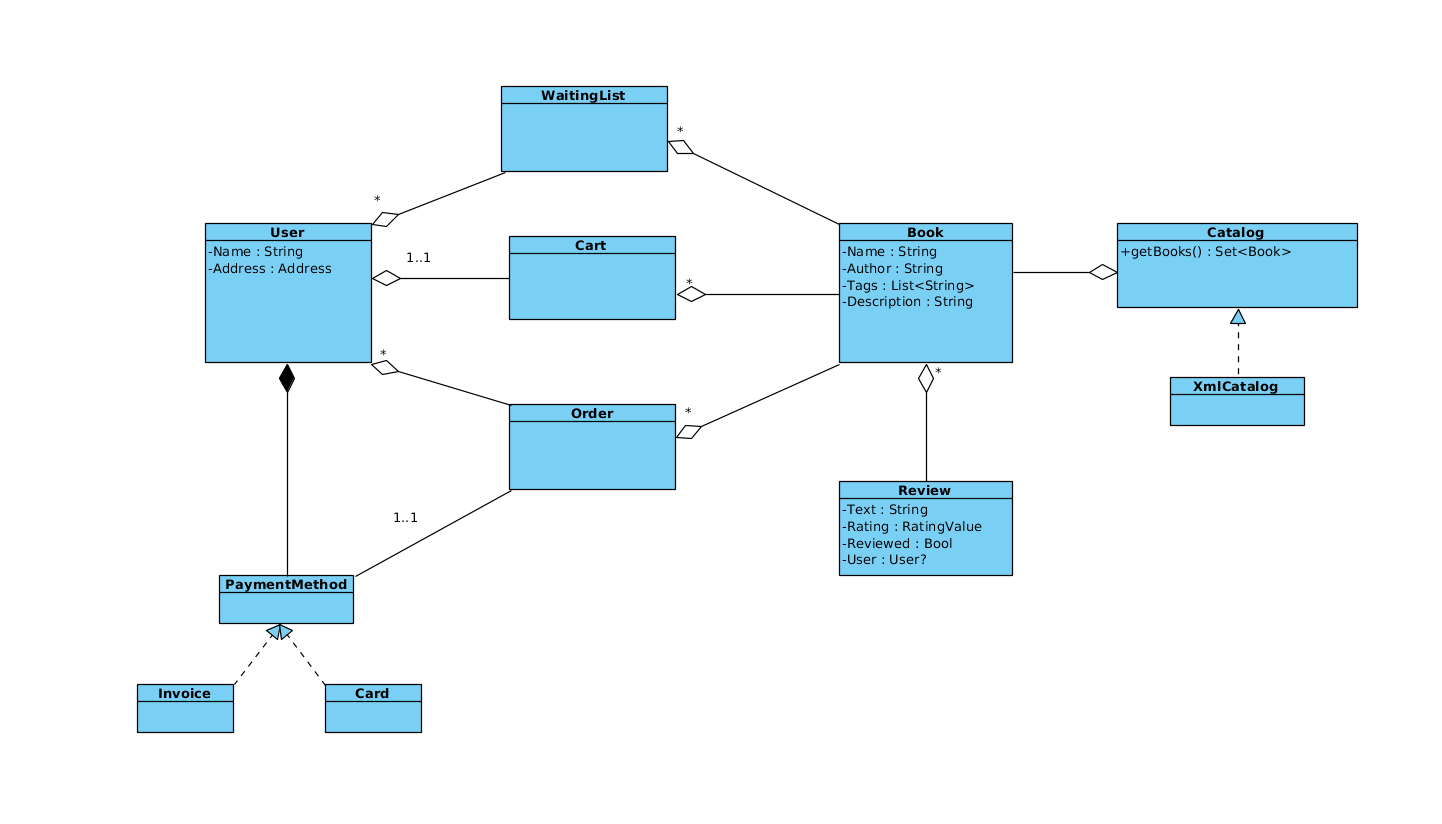 WaitingList
*
*
User
-Name : String
-Address : Address
1..1
Cart
*
Book
-Name : String
-Author : String
-Tags : List<String>
-Description : String
Catalog
+getBooks() : Set<Book>
*
*
*
XmlCatalog
Order
Review
-Text : String
-Rating : RatingValue
-Reviewed : Bool
-User : User?
1..1
PaymentMethod
Invoice
Card